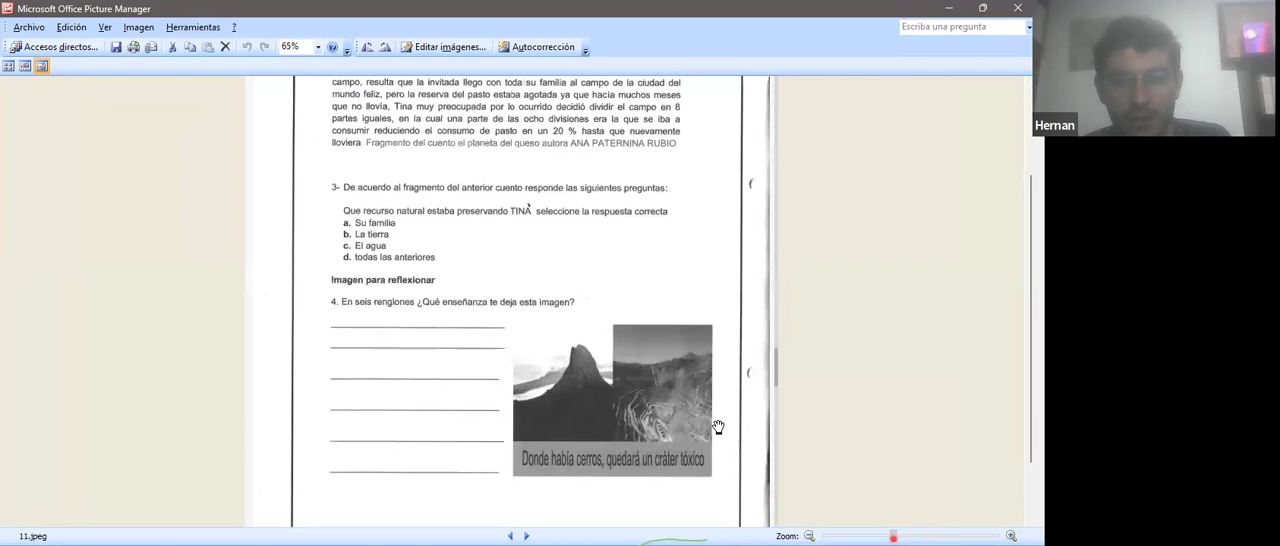 Microsoft Office Picture Manager
Archivo Edición Ver Imagen Herramientas ?
Escriba una pregunta
Accesos directos... 65% Editar imágenes... Autocorrección
campo, resulta que la invitada llego con toda su familia al campo de la ciudad del
mundo feliz, pero la reserva del pasto estaba agotada ya que hacía muchos meses
que no llovía, Tina muy preocupada por lo ocurrido decidió dividir el campo en 8
partes iguales, en la cual una parte de las ocho divisiones era la que se iba a
consumir reduciendo el consumo de pasto en un 20 % hasta que nuevamente
lloviera. Fragmento del cuento el planeta del queso autora ANA PATERNINA RUBIO
3- De acuerdo al fragmento del anterior cuento responde las siguientes preguntas:
Que recurso natural estaba preservando TINA seleccione la respuesta correcta
a. Su familia
b. La tierra
c. El agua
d. todas las anteriores
Imagen para reflexionar
4. En seis renglones ¿Qué enseñanza te deja esta imagen?
Donde había cerros, quedará un cráter tóxico
Hernan
11.jpeg
Zoom: